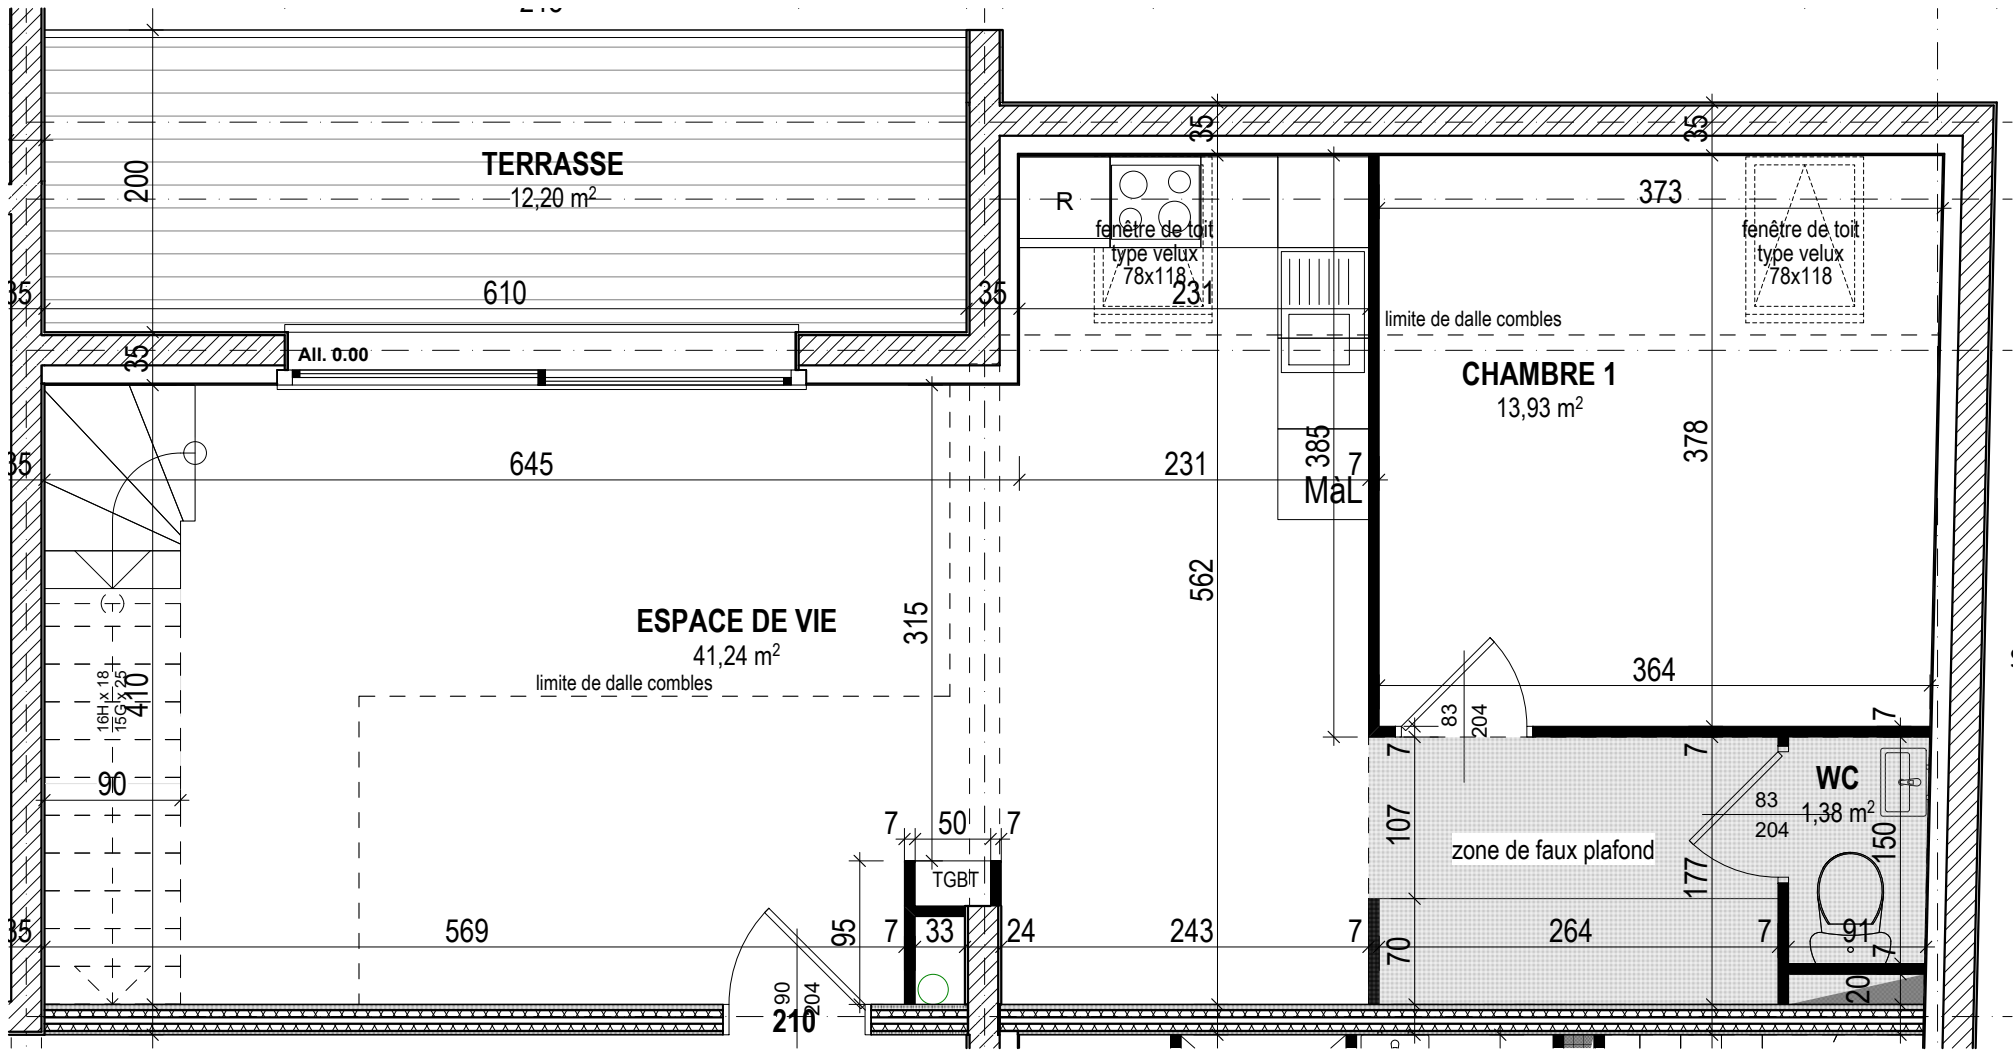 35
35
TERRASSE
12,20 m²
200
R
373
fenêtre de toit
type velux
78x118
fenêtre de toit
type velux
78x118
35
610
35
231
limite de dalle combles
35
All. 0.00
CHAMBRE 1
13,93 m²
378
35
645
231
385
7
MàL
562
315
ESPACE DE VIE
41,24 m²
limite de dalle combles
16H x 18
15G x 25
410
364
83
204
7
90
7
7
WC
1,38 m²
83
204
150
107
zone de faux plafond
177
7
50
7
TGBT
35
569
95
7
33
24
243
7
70
264
7
91
7
20
90
204
210